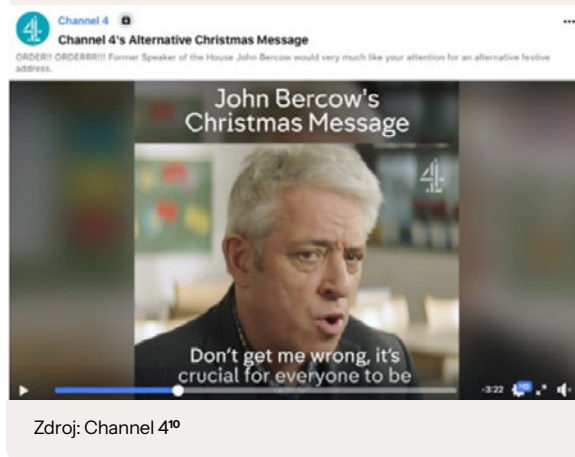 Channel 4
Channel 4's Alternative Christmas Message
ORDER!! ORDERRR!!! Former Speaker of the House John Bercow would very much like your attention for an alternative festive
address.
John Bercow's
Christmas Message
4
Don't get me wrong, it's
crucial for everyone to be
-3:22 HD
Zdroj: Channel 4¹⁰